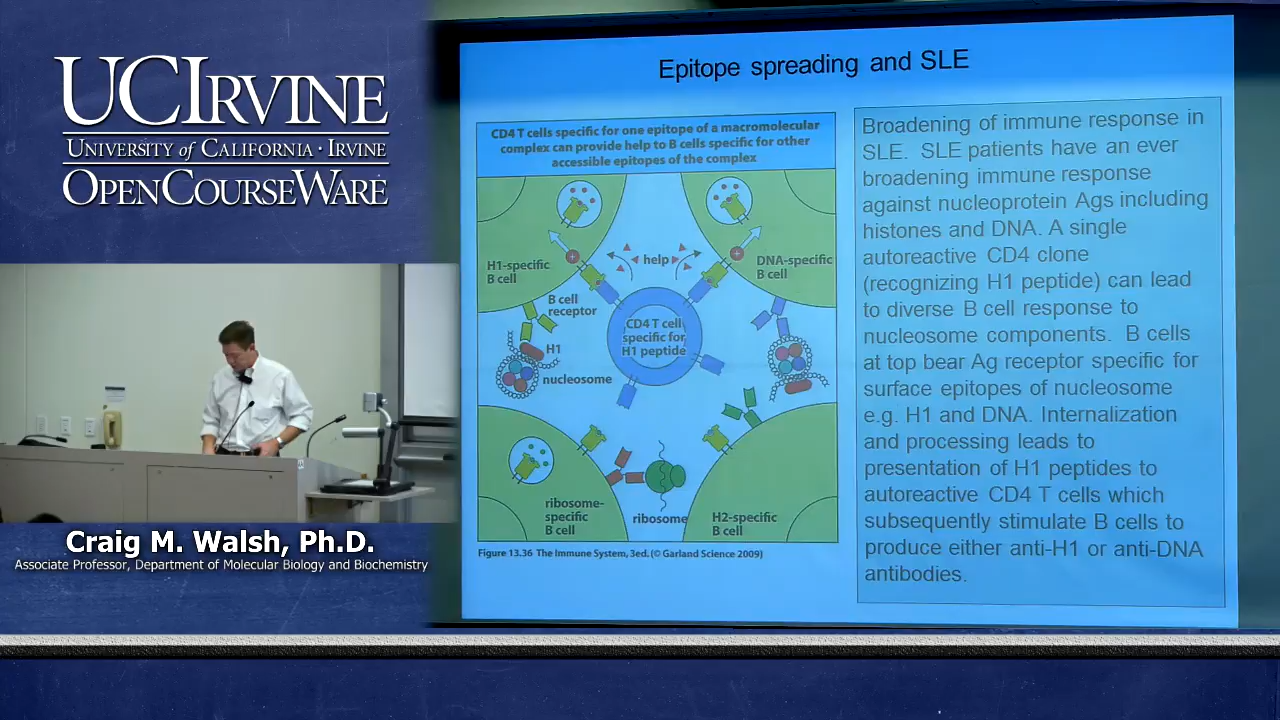 UCIRVINE
UNIVERSITY of CALIFORNIA · IRVINE
OPENCOURSEWARE
Craig M. Walsh, Ph.D.
Associate Professor, Department of Molecular Biology and Biochemistry
Epitope spreading and SLE
CD4 T cells specific for one epitope of a macromolecular
complex can provide help to B cells specific for other
accessible epitopes of the complex
H1-specific
B cell
help
DNA-specific
B cell
B cell
receptor
CD4 T cell
specific for
H1 peptide
H1
nucleosome
ribosome-
specific
B cell
ribosome
H2-specific
B cell
Figure 13.36 The Immune System, 3ed. (© Garland Science 2009)
Broadening of immune response in
SLE. SLE patients have an ever
broadening immune response
against nucleoprotein Ags including
histones and DNA. A single
autoreactive CD4 clone
(recognizing H1 peptide) can lead
to diverse B cell response to
nucleosome components. B cells
at top bear Ag receptor specific for
surface epitopes of nucleosome
e.g. H1 and DNA. Internalization
and processing leads to
presentation of H1 peptides to
autoreactive CD4 T cells which
subsequently stimulate B cells to
produce either anti-H1 or anti-DNA
antibodies.